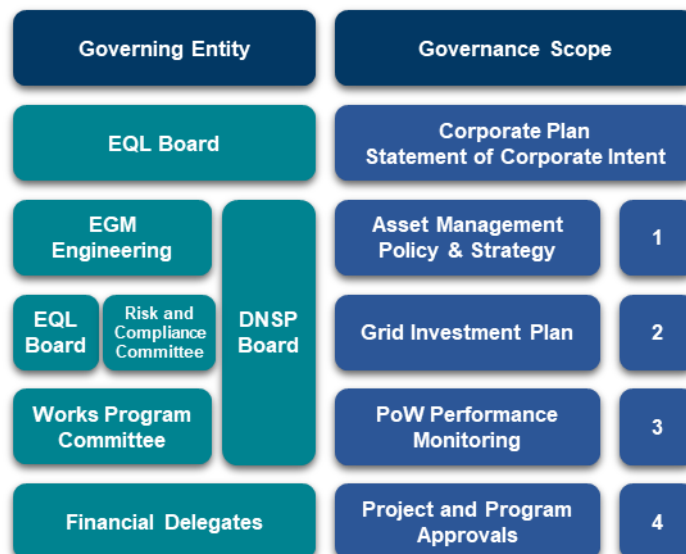 Governing Entity
Governance Scope
EQL Board
Corporate Plan
Statement of Corporate Intent
EGM
Engineering
DNSP
Board
Asset Management
Policy & Strategy
1
EQL
Board
Risk and
Compliance
Committee
Grid Investment Plan
2
Works Program
Committee
PoW Performance
Monitoring
3
Financial Delegates
Project and Program
Approvals
4